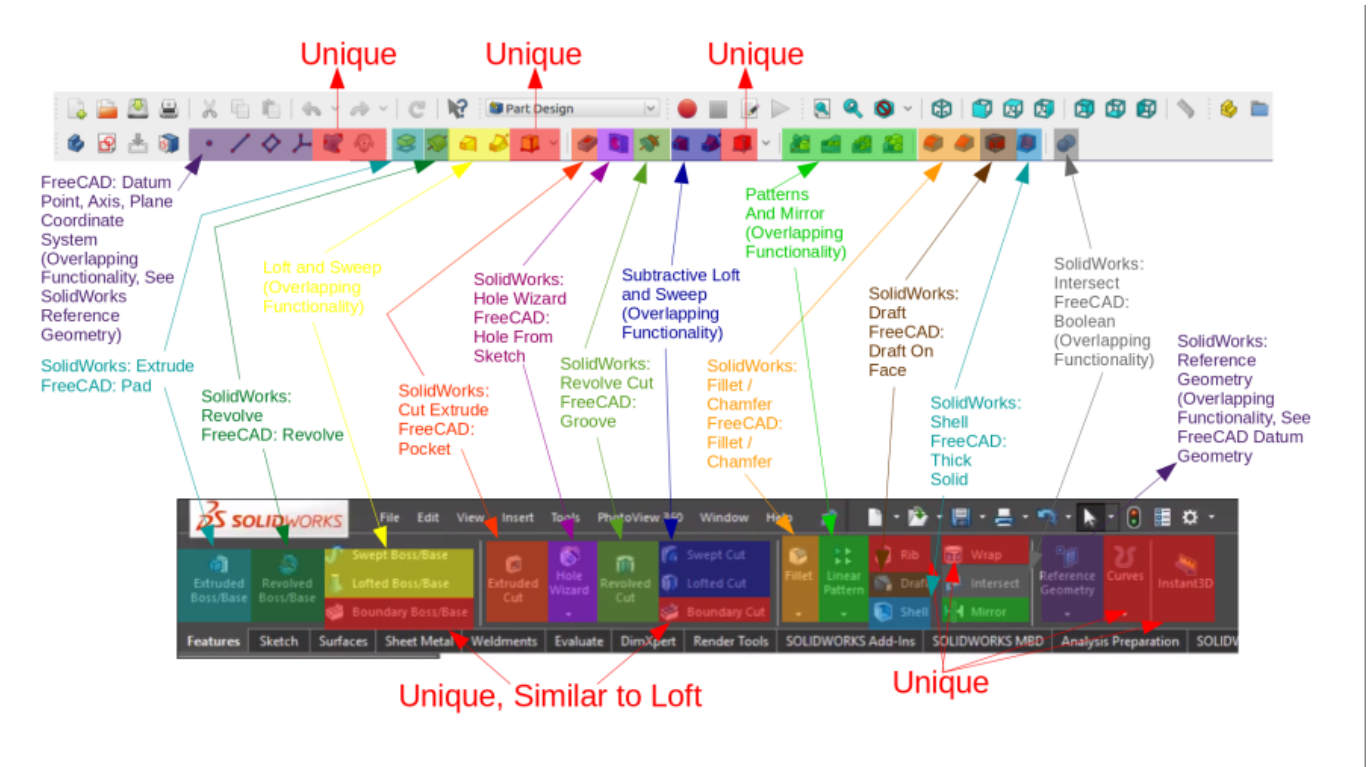 Unique
Unique
Unique
Part Design
FreeCAD: Datum
Point, Axis, Plane
Coordinate
System
(Overlapping
Functionality, See
SolidWorks
Reference
Geometry)
SolidWorks: Extrude
FreeCAD: Pad
SolidWorks:
Revolve
FreeCAD: Revolve
Loft and Sweep
(Overlapping
Functionality)
SolidWorks:
Cut Extrude
FreeCAD:
Pocket
SolidWorks:
Hole Wizard
FreeCAD:
Hole From
Sketch
SolidWorks:
Revolve Cut
FreeCAD:
Groove
Subtractive Loft
and Sweep
(Overlapping
Functionality)
Patterns
And Mirror
(Overlapping
Functionality)
SolidWorks:
Fillet /
Chamfer
FreeCAD:
Fillet /
Chamfer
SolidWorks:
Draft
FreeCAD:
Draft On
Face
SolidWorks:
Shell
FreeCAD:
Thick
Solid
SolidWorks:
Intersect
FreeCAD:
Boolean
(Overlapping
Functionality)
SolidWorks:
Reference
Geometry
(Overlapping
Functionality, See
FreeCAD Datum
Geometry
SOLIDWORKS
File Edit View Insert Tools PhotoView 360 Window Help
Extruded
Boss/Base
Revolved
Boss/Base
Swept Boss/Base
Lofted Boss/Base
Boundary Boss/Base
Extruded
Cut
Hole
Wizard
Revolved
Cut
Swept Cut
Lofted Cut
Boundary Cut
Fillet
Linear
Pattern
Rib
Draft
Shell
Wrap
Intersect
Mirror
Reference
Geometry
Curves
Instant3D
Features Sketch Surfaces Sheet Metal Weldments Evaluate DimXpert Render Tools SOLIDWORKS Add-Ins SOLIDWORKS MBD Analysis Preparation SOLIDW
Unique, Similar to Loft
Unique